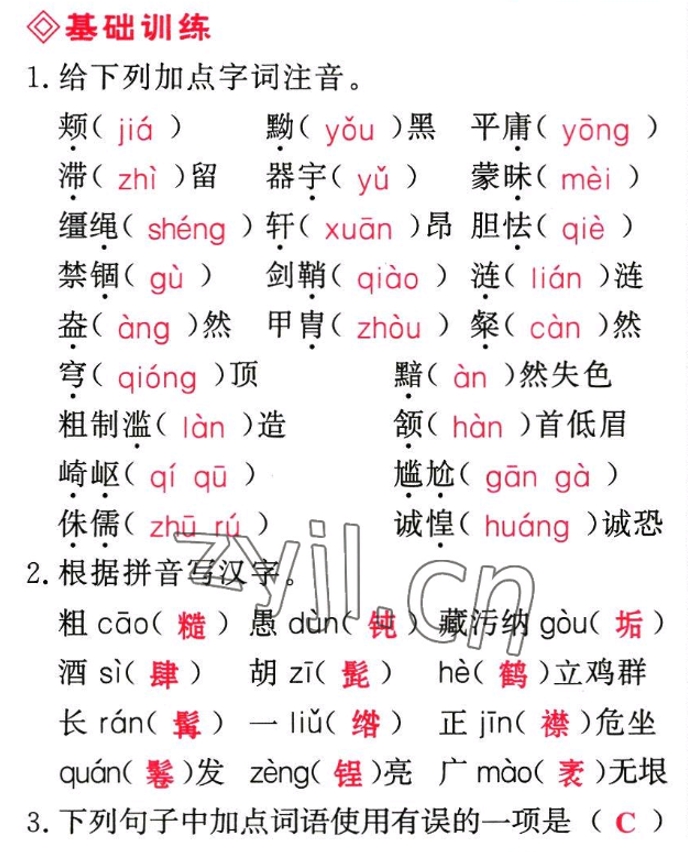 基础训练
1. 给下列加点字词注音。
颊( jiá ) 黝( yǒu )黑 平庸( yōng )
滞( zhì )留 器宇( yǔ ) 蒙昧( mèi )
缰绳( shéng ) 轩( xuān )昂 胆怯( qiè )
禁锢( gù ) 剑鞘( qiào ) 涟( lián )涟
盎( àng )然 甲胄( zhòu ) 粲( càn )然
穹( qióng )顶 黯( àn )然失色
粗制滥( làn )造 颔( hàn )首低眉
崎岖( qí qū ) 尴尬( gān gà )
侏儒( zhū rú ) 诚惶( huáng )诚恐
2. 根据拼音写汉字。
粗 cāo( 糙 ) 愚 dùn( 钝 ) 藏污纳 gòu( 垢 )
酒 sì( 肆 ) 胡 zī( 髭 ) hè( 鹤 )立鸡群
长 rán( 髯 ) 一 liǔ( 绺 ) 正 jīn( 襟 )危坐
quán( 鬈 )发 zèng( 锃 )亮 广 mào( 袤 )无垠
3. 下列句子中加点词语使用有误的一项是 ( C )
zyjl.cn